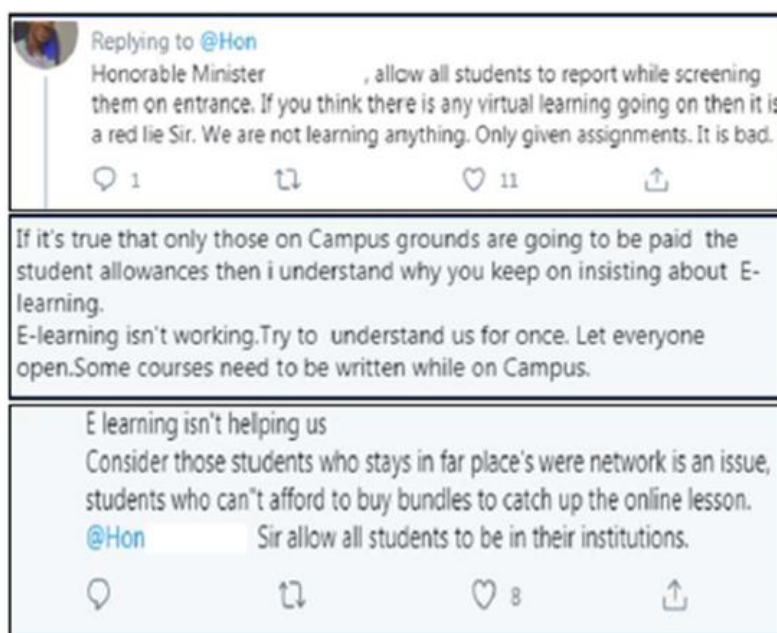 Replying to @Hon
Honorable Minister , allow all students to report while screening
them on entrance. If you think there is any virtual learning going on then it is
a red lie Sir. We are not learning anything. Only given assignments. It is bad.
1 11
If it's true that only those on Campus grounds are going to be paid the
student allowances then i understand why you keep on insisting about E-
learning.
E-learning isn't working.Try to understand us for once. Let everyone
open.Some courses need to be written while on Campus.
E learning isn't helping us
Consider those students who stays in far place's were network is an issue,
students who can"t afford to buy bundles to catch up the online lesson.
@Hon Sir allow all students to be in their institutions.
8